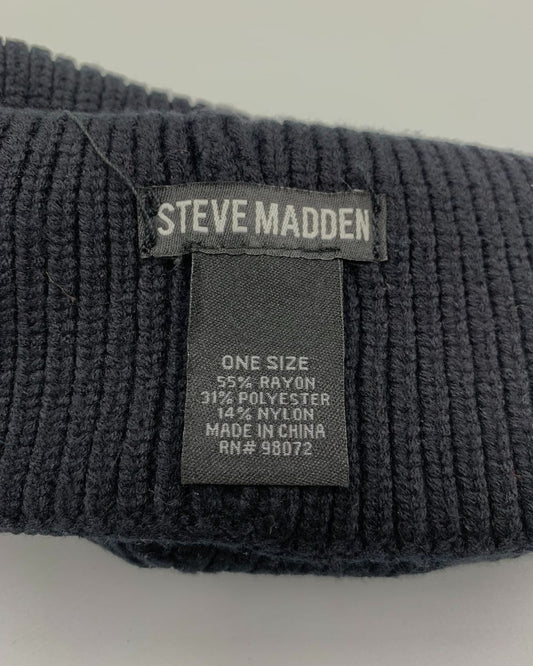 STEVE MADDEN
ONE SIZE
55% RAYON
31% POLYESTER
14% NYLON
MADE IN CHINA
RN# 98072